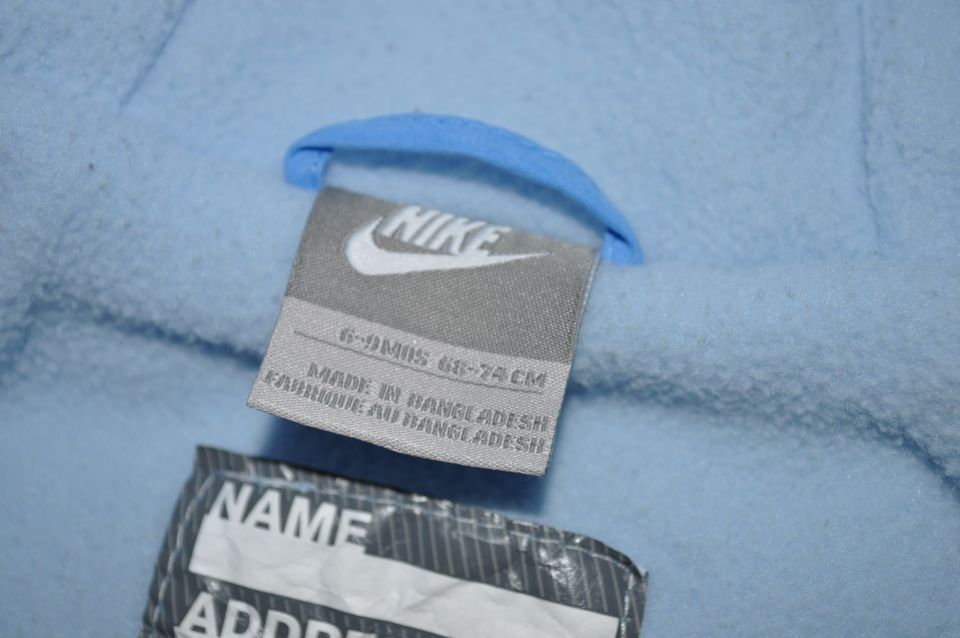 NIKE
6-9MOS 68-74CM
MADE IN BANGLADESH
FABRIQUE AU BANGLADESH
NAME